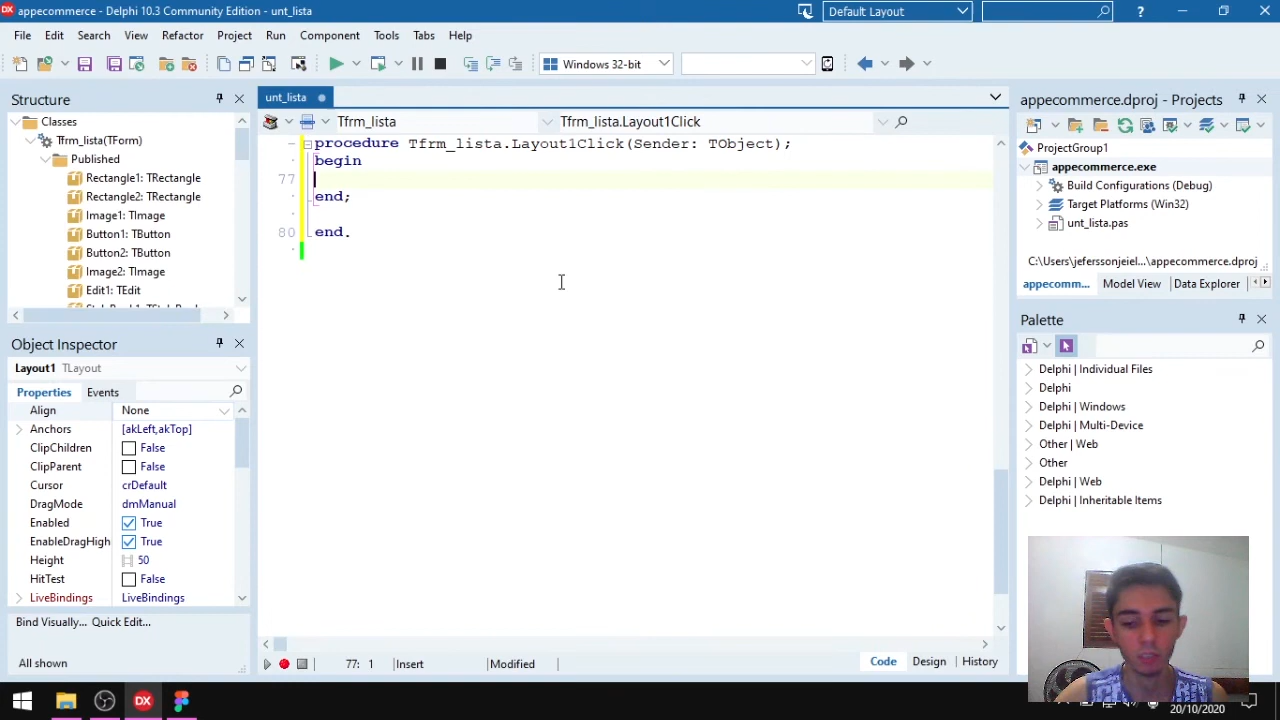 appecommerce - Delphi 10.3 Community Edition - unt_lista
Default Layout
File Edit Search View Refactor Project Run Component Tools Tabs Help
Windows 32-bit
Structure
Classes
Tfrm_lista(TForm)
Published
Rectangle1: TRectangle
Rectangle2: TRectangle
Image1: TImage
Button1: TButton
Button2: TButton
Image2: TImage
Edit1: TEdit
Object Inspector
Layout1 TLayout
Properties Events
Align None
Anchors [akLeft,akTop]
ClipChildren False
ClipParent False
Cursor crDefault
DragMode dmManual
Enabled True
EnableDragHigh True
Height 50
HitTest False
LiveBindings LiveBindings
Bind Visually... Quick Edit...
All shown
unt_lista
Tfrm_lista Tfrm_lista.Layout1Click
procedure Tfrm_lista.Layout1Click(Sender: TObject);
begin
77
end;
80 end.
77: 1 Insert Modified
Code Design History
appecommerce.dproj - Projects
ProjectGroup1
appecommerce.exe
Build Configurations (Debug)
Target Platforms (Win32)
unt_lista.pas
C:\Users\jeferssonjeiel...\appecommerce.dproj
appecomm... Model View Data Explorer
Palette
Delphi | Individual Files
Delphi
Delphi | Windows
Delphi | Multi-Device
Other | Web
Other
Delphi | Web
Delphi | Inheritable Items
DX
20/10/2020